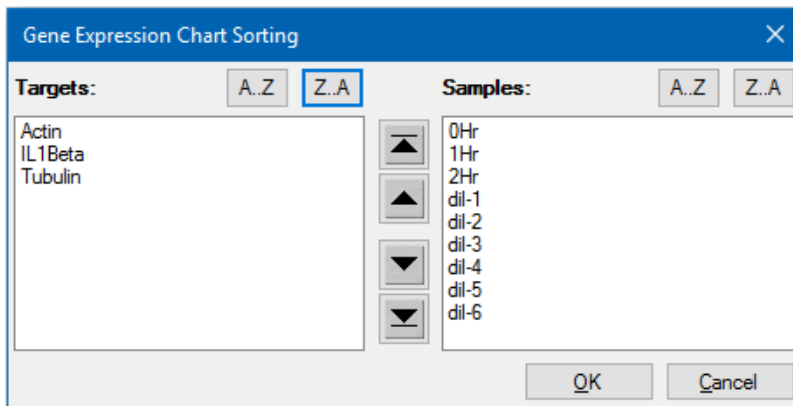 Gene Expression Chart Sorting
Targets: A..Z Z..A Samples: A..Z Z..A
Actin
IL1Beta
Tubulin
0Hr
1Hr
2Hr
dil-1
dil-2
dil-3
dil-4
dil-5
dil-6
OK Cancel